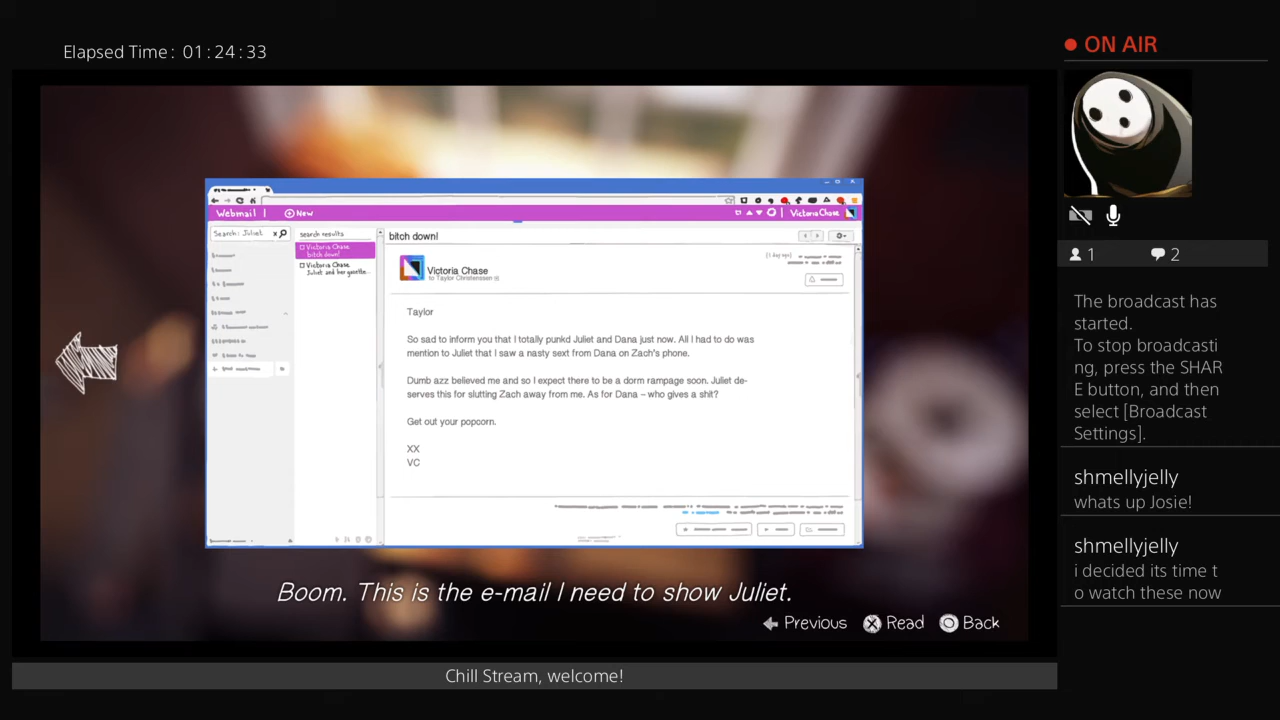 Elapsed Time: 01:24:33
ON AIR
1
2
The broadcast has
started.
To stop broadcasti
ng, press the SHAR
E button, and then
select [Broadcast
Settings].
shmellyjelly
whats up Josie!
shmellyjelly
i decided its time t
o watch these now
Webmail | New
Victoria Chase
Search: Juliet x
search results
Victoria Chase
bitch down!
Victoria Chase
Juliet and her
bitch down!
Victoria Chase
to Taylor Christensen
Taylor
So sad to inform you that I totally punkd Juliet and Dana just now. All I had to do was
mention to Juliet that I saw a nasty sext from Dana on Zach's phone.
Dumb azz believed me and so I expect there to be a dorm rampage soon. Juliet de-
serves this for slutting Zach away from me. As for Dana – who gives a shit?
Get out your popcorn.
XX
VC
Boom. This is the e-mail I need to show Juliet.
Previous Read Back
Chill Stream, welcome!